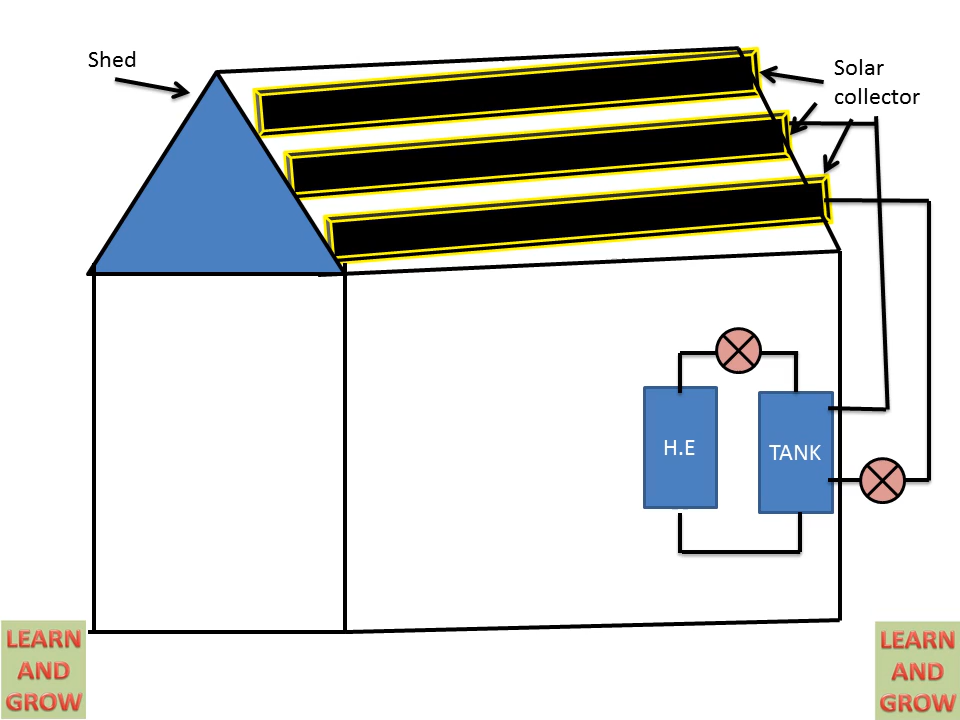 Shed
Solar
collector
H.E
TANK
LEARN
AND
GROW
LEARN
AND
GROW